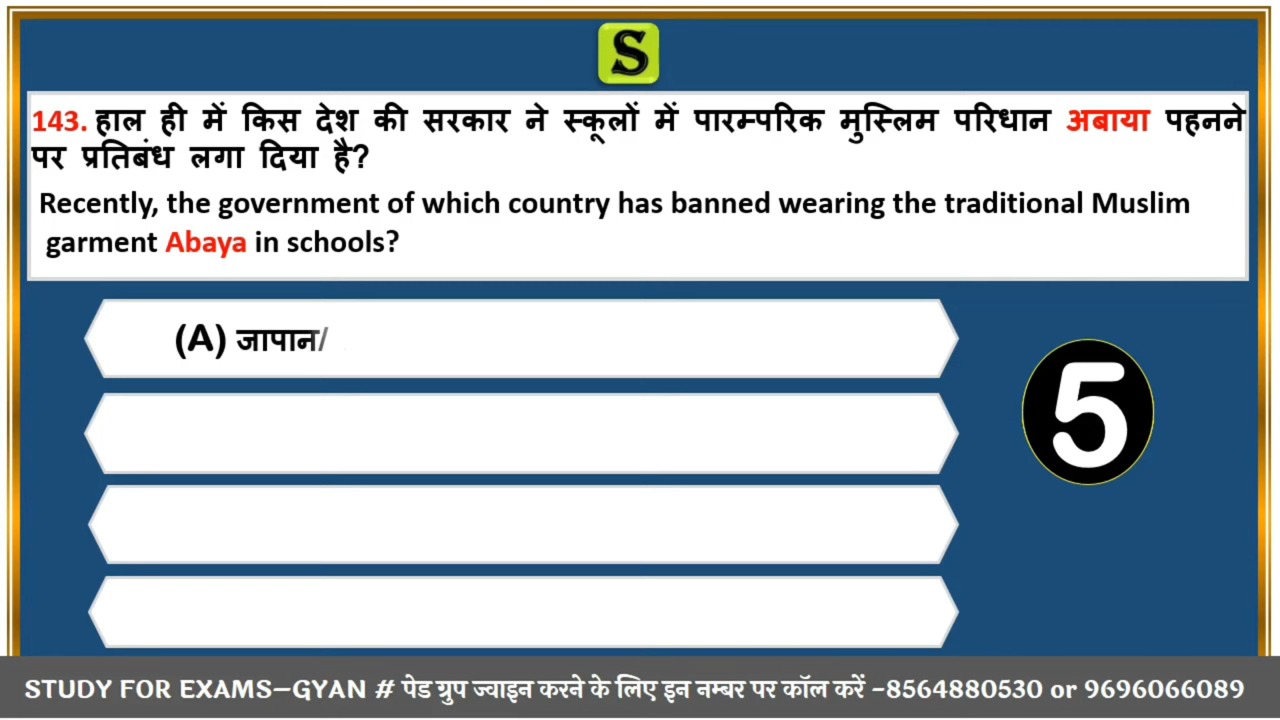 S
143. हाल ही में किस देश की सरकार ने स्कूलों में पारम्परिक मुस्लिम परिधान अबाया पहनने
पर प्रतिबंध लगा दिया है?
Recently, the government of which country has banned wearing the traditional Muslim
garment Abaya in schools?
(A) जापान/
5
STUDY FOR EXAMS–GYAN # पेड ग्रुप ज्वाइन करने के लिए इन नम्बर पर कॉल करें -8564880530 or 9696066089